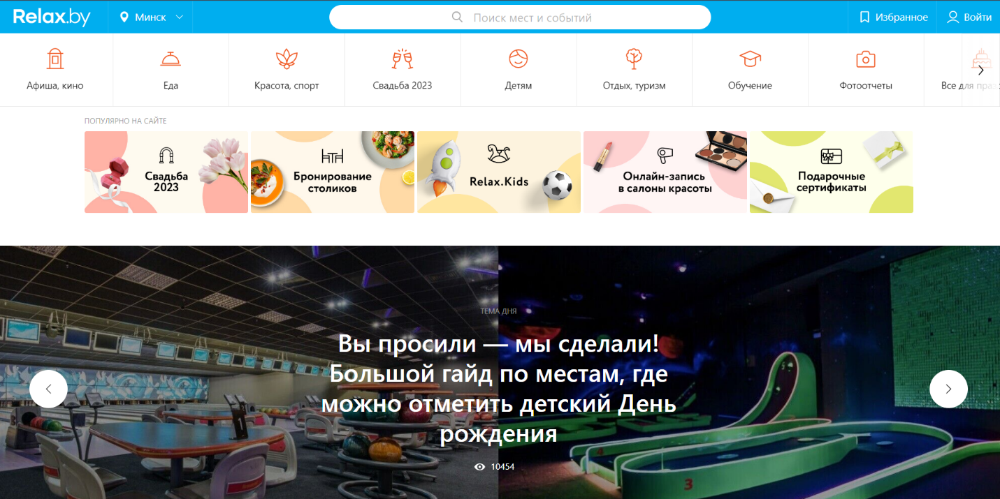 Relax.by
Минск
Поиск мест и событий
Избранное
Войти
Афиша, кино
Еда
Красота, спорт
Свадьба 2023
Детям
Отдых, туризм
Обучение
Фотоотчеты
Все для
ПОПУЛЯРНО НА САЙТЕ
Свадьба
2023
Бронирование
столиков
Relax.Kids
Онлайн-запись
в салоны красоты
Подарочные
сертификаты
ТЕМА ДНЯ
Вы просили — мы сделали!
Большой гайд по местам, где
можно отметить детский День
рождения
10454
3